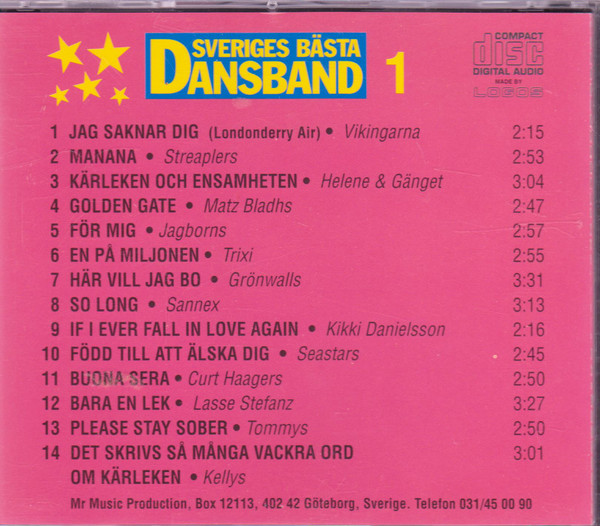 SVERIGES BÄSTA
DANSBAND 1
COMPACT
disc
DIGITAL AUDIO
MADE BY
LOGOS
1 JAG SAKNAR DIG (Londonderry Air) • Vikingarna 2:15
2 MANANA • Streaplers 2:53
3 KÄRLEKEN OCH ENSAMHETEN • Helene & Gänget 3:04
4 GOLDEN GATE • Matz Bladhs 2:47
5 FÖR MIG • Jagborns 2:57
6 EN PÅ MILJONEN • Trixi 2:55
7 HÄR VILL JAG BO • Grönwalls 3:31
8 SO LONG • Sannex 3:13
9 IF I EVER FALL IN LOVE AGAIN • Kikki Danielsson 2:16
10 FÖDD TILL ATT ÄLSKA DIG • Seastars 2:45
11 BUONA SERA • Curt Haagers 2:50
12 BARA EN LEK • Lasse Stefanz 3:27
13 PLEASE STAY SOBER • Tommys 2:50
14 DET SKRIVS SÅ MÅNGA VACKRA ORD 3:01
OM KÄRLEKEN • Kellys
Mr Music Production, Box 12113, 402 42 Göteborg, Sverige. Telefon 031/45 00 90